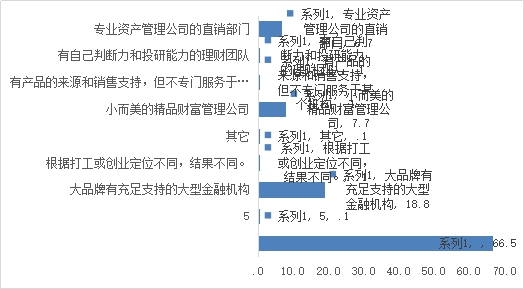 专业资产管理公司的直销部门
有自己判断力和投研能力的理财团队
有产品的来源和销售支持，但不专门服务于…
小而美的精品财富管理公司
其它
根据打工或创业定位不同，结果不同。
大品牌有充足支持的大型金融机构
5
系列1, 专业资产
管理公司的直销
系列1, 有自己判
断力和投研能力
来源和销售支持，
但不专门服务于某
小而美的
精品财富管理公
司, 7.7
系列1, 其它, .1
系列1, 根据打工
或创业定位不同，
结果不同
系列1, 大品牌有
充足支持的大型
金融机构, 18.8
系列1, 5, .1
系列1, , 66.5
.0 10.0 20.0 30.0 40.0 50.0 60.0 70.0